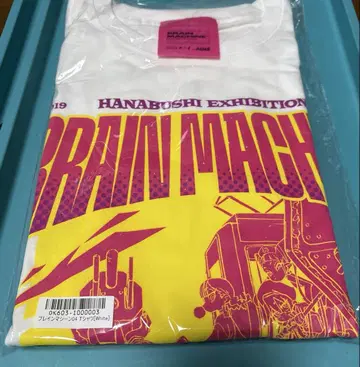 BRAIN
MACHINE
19 HANABUSHI EXHIBITION
BRAIN MACH
0K603-1000003
ブレインマシーン04 Tシャツ[White]